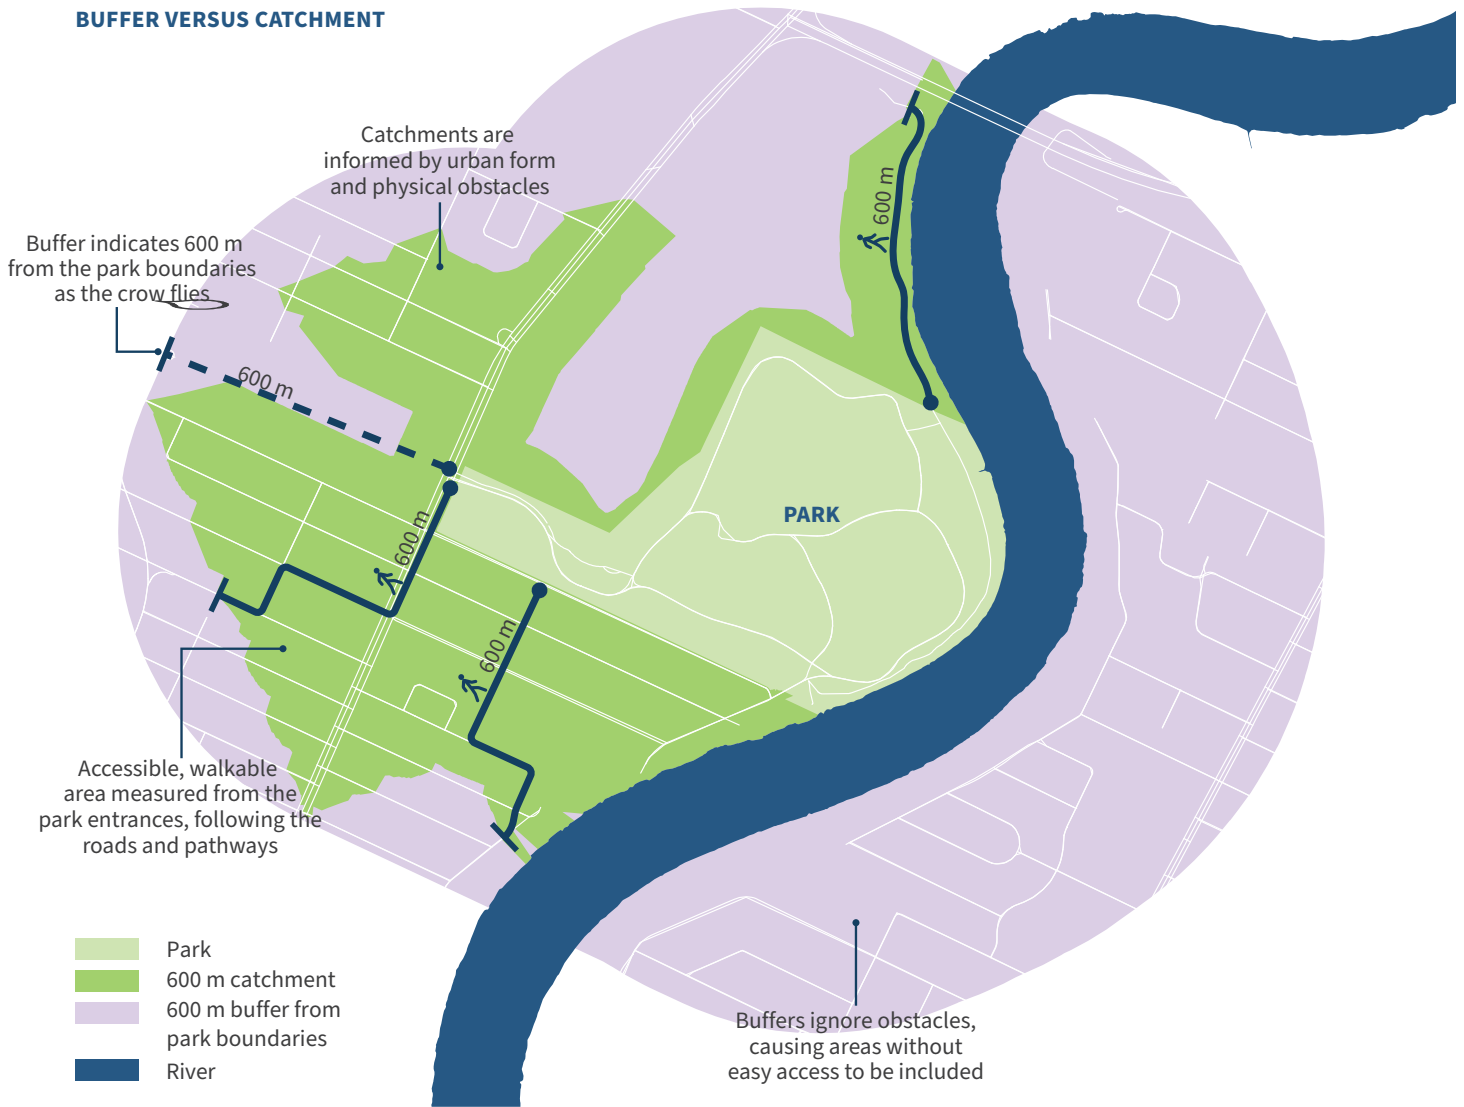 BUFFER VERSUS CATCHMENT
Catchments are
informed by urban form
and physical obstacles
Buffer indicates 600 m
from the park boundaries
as the crow flies
600 m
600 m
600 m
600 m
PARK
Accessible, walkable
area measured from the
park entrances, following the
roads and pathways
Park
600 m catchment
600 m buffer from
park boundaries
River
Buffers ignore obstacles,
causing areas without
easy access to be included